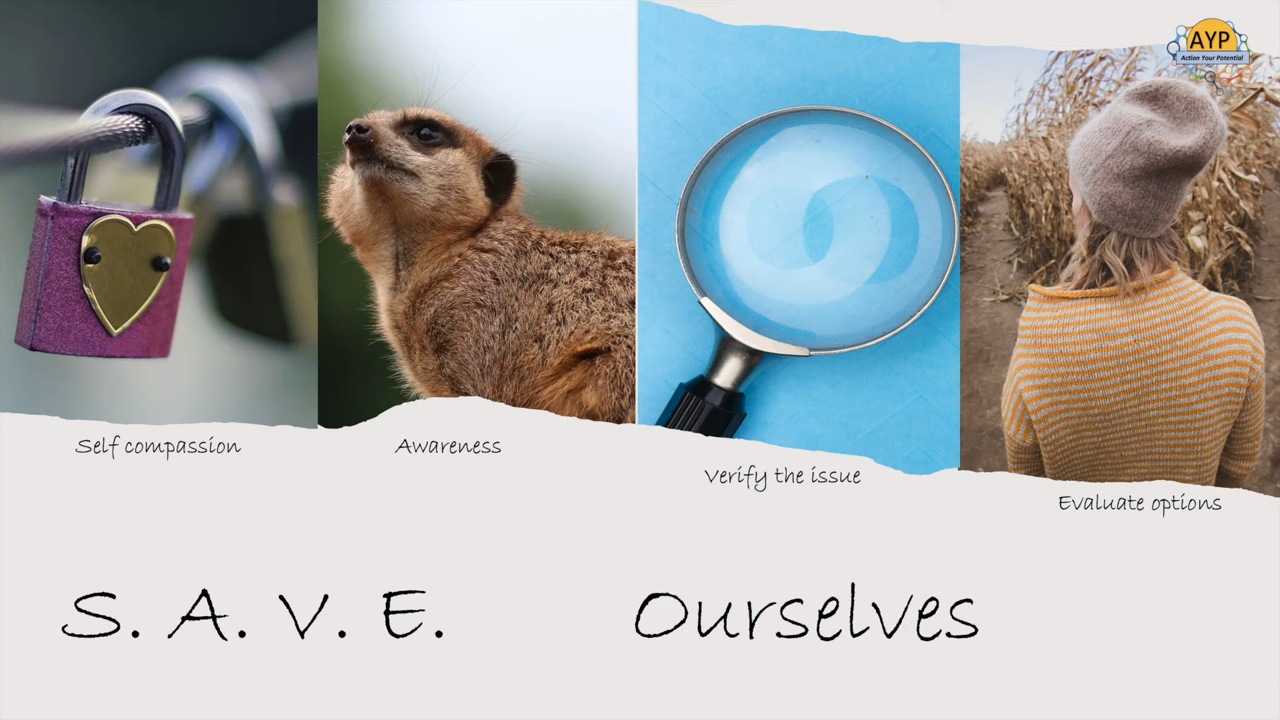 AYP
Action Your Potential
Self compassion
Awareness
Verify the issue
Evaluate options
S. A. V. E. Ourselves